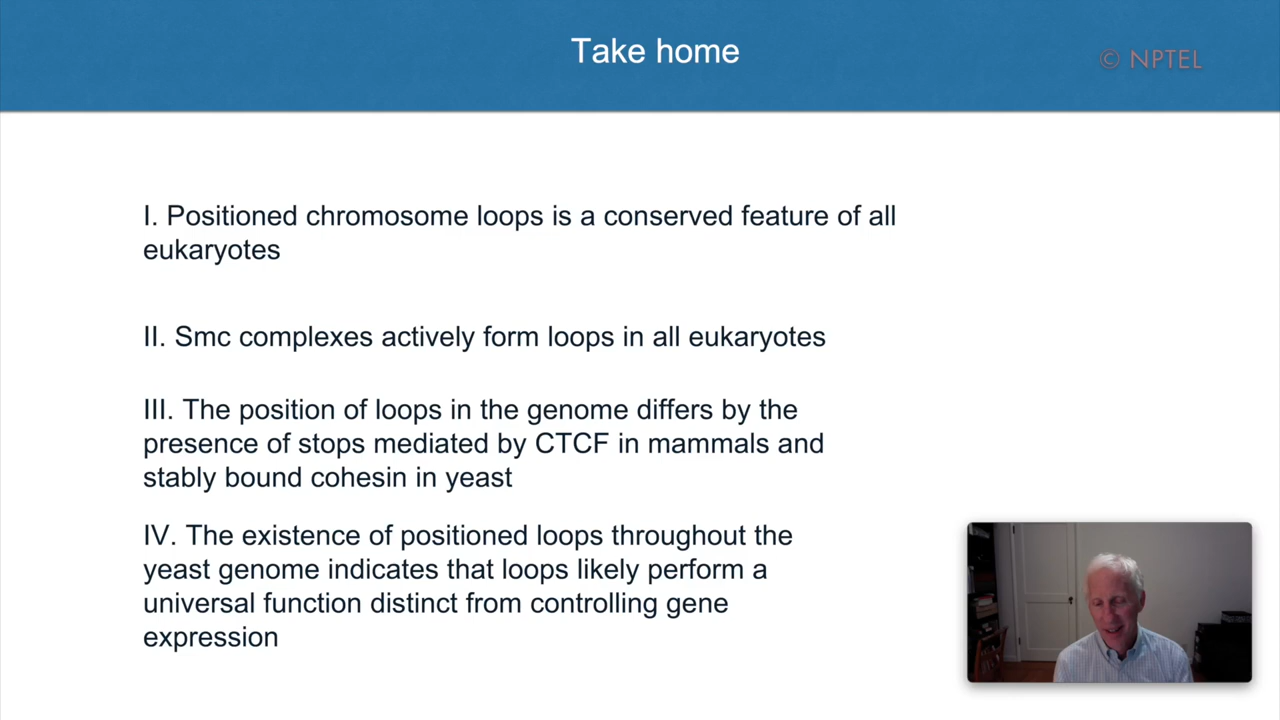 Take home
© NPTEL
I. Positioned chromosome loops is a conserved feature of all
eukaryotes
II. Smc complexes actively form loops in all eukaryotes
III. The position of loops in the genome differs by the
presence of stops mediated by CTCF in mammals and
stably bound cohesin in yeast
IV. The existence of positioned loops throughout the
yeast genome indicates that loops likely perform a
universal function distinct from controlling gene
expression